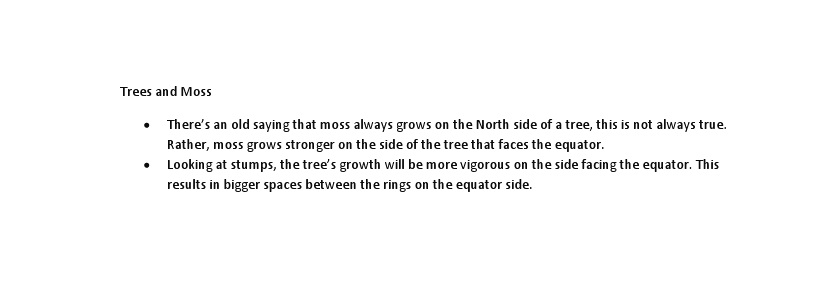 Trees and Moss
• There's an old saying that moss always grows on the North side of a tree, this is not always true.
Rather, moss grows stronger on the side of the tree that faces the equator.
• Looking at stumps, the tree's growth will be more vigorous on the side facing the equator. This
results in bigger spaces between the rings on the equator side.